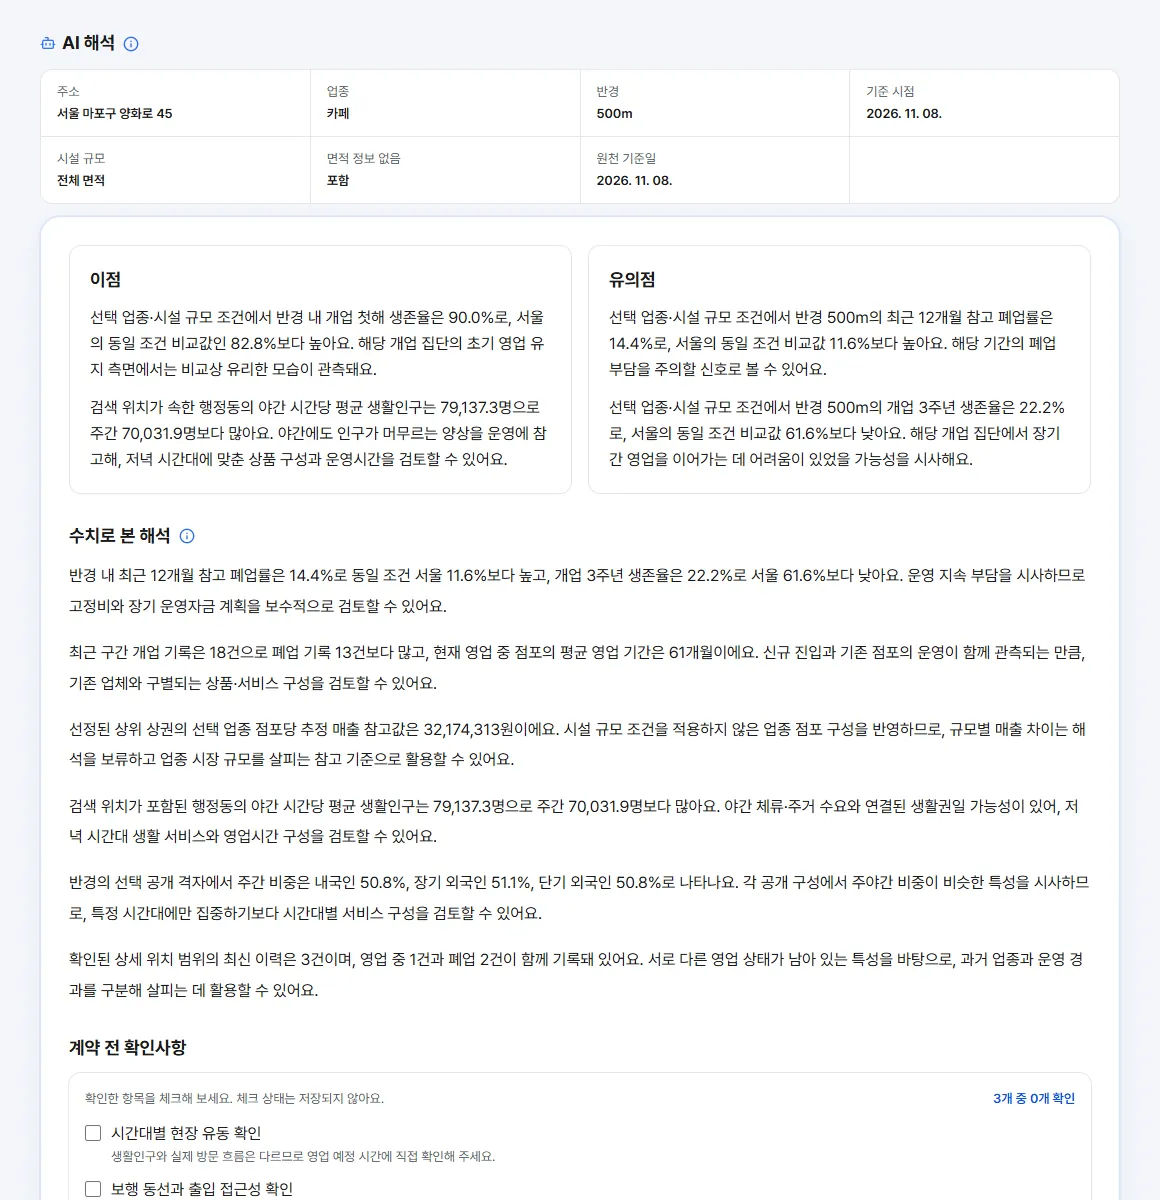 AI 해석
주소
서울 마포구 양화로 45
업종
카페
반경
500m
기준 시점
2026. 11. 08.
시설 규모
전체 면적
면적 정보 없음
포함
원천 기준일
2026. 11. 08.
이점
선택 업종·시설 규모 조건에서 반경 내 개업 첫해 생존율은 90.0%로, 서울
의 동일 조건 비교값인 82.8%보다 높아요. 해당 개업 집단의 초기 영업 유
지 측면에서는 비교상 유리한 모습이 관측돼요.
검색 위치가 속한 행정동의 야간 시간당 평균 생활인구는 79,137.3명으로
주간 70,031.9명보다 많아요. 야간에도 인구가 머무르는 양상을 운영에 참
고해, 저녁 시간대에 맞춘 상품 구성과 운영시간을 검토할 수 있어요.
유의점
선택 업종·시설 규모 조건에서 반경 500m의 최근 12개월 참고 폐업률은
14.4%로, 서울의 동일 조건 비교값 11.6%보다 높아요. 해당 기간의 폐업
부담을 주의할 신호로 볼 수 있어요.
선택 업종·시설 규모 조건에서 반경 500m의 개업 3주년 생존율은 22.2%
로, 서울의 동일 조건 비교값 61.6%보다 낮아요. 해당 개업 집단에서 장기
간 영업을 이어가는 데 어려움이 있었을 가능성을 시사해요.
수치로 본 해석
반경 내 최근 12개월 참고 폐업률은 14.4%로 동일 조건 서울 11.6%보다 높고, 개업 3주년 생존율은 22.2%로 서울 61.6%보다 낮아요. 운영 지속 부담을 시사하므로
고정비와 장기 운영자금 계획을 보수적으로 검토할 수 있어요.
최근 구간 개업 기록은 18건으로 폐업 기록 13건보다 많고, 현재 영업 중 점포의 평균 영업 기간은 61개월이에요. 신규 진입과 기존 점포의 운영이 함께 관측되는 만큼,
기존 업체와 구별되는 상품·서비스 구성을 검토할 수 있어요.
선정된 상위 상권의 선택 업종 점포당 추정 매출 참고값은 32,174,313원이에요. 시설 규모 조건을 적용하지 않은 업종 점포 구성을 반영하므로, 규모별 매출 차이는 해
석을 보류하고 업종 시장 규모를 살피는 참고 기준으로 활용할 수 있어요.
검색 위치가 포함된 행정동의 야간 시간당 평균 생활인구는 79,137.3명으로 주간 70,031.9명보다 많아요. 야간 체류·주거 수요와 연결된 생활권일 가능성이 있어, 저
녁 시간대 생활 서비스와 영업시간 구성을 검토할 수 있어요.
반경의 선택 공개 격자에서 주간 비중은 내국인 50.8%, 장기 외국인 51.1%, 단기 외국인 50.8%로 나타나요. 각 공개 구성에서 주야간 비중이 비슷한 특성을 시사하므
로, 특정 시간대에만 집중하기보다 시간대별 서비스 구성을 검토할 수 있어요.
확인된 상세 위치 범위의 최신 이력은 3건이며, 영업 중 1건과 폐업 2건이 함께 기록돼 있어요. 서로 다른 영업 상태가 남아 있는 특성을 바탕으로, 과거 업종과 운영 경
과를 구분해 살피는 데 활용할 수 있어요.
계약 전 확인사항
확인한 항목을 체크해 보세요. 체크 상태는 저장되지 않아요.
3개 중 0개 확인
시간대별 현장 유동 확인
생활인구와 실제 방문 흐름은 다르므로 영업 예정 시간에 직접 확인해 주세요.
보행 동선과 출입 접근성 확인